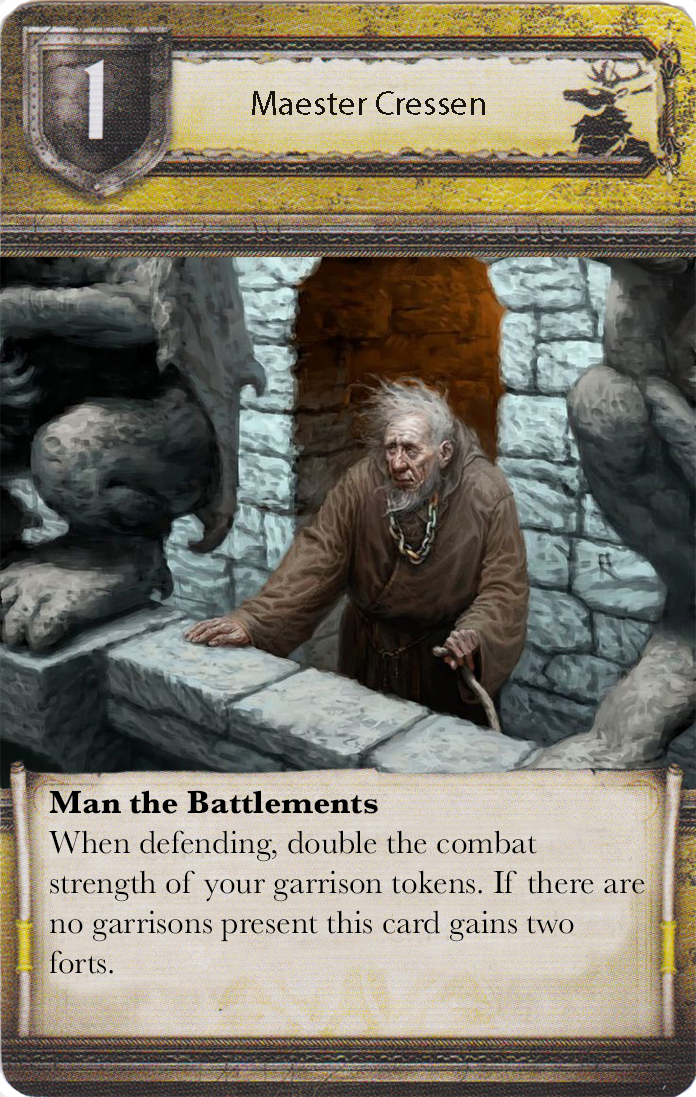 1
Maester Cressen
Man the Battlements
When defending, double the combat
strength of your garrison tokens. If there are
no garrisons present this card gains two
forts.